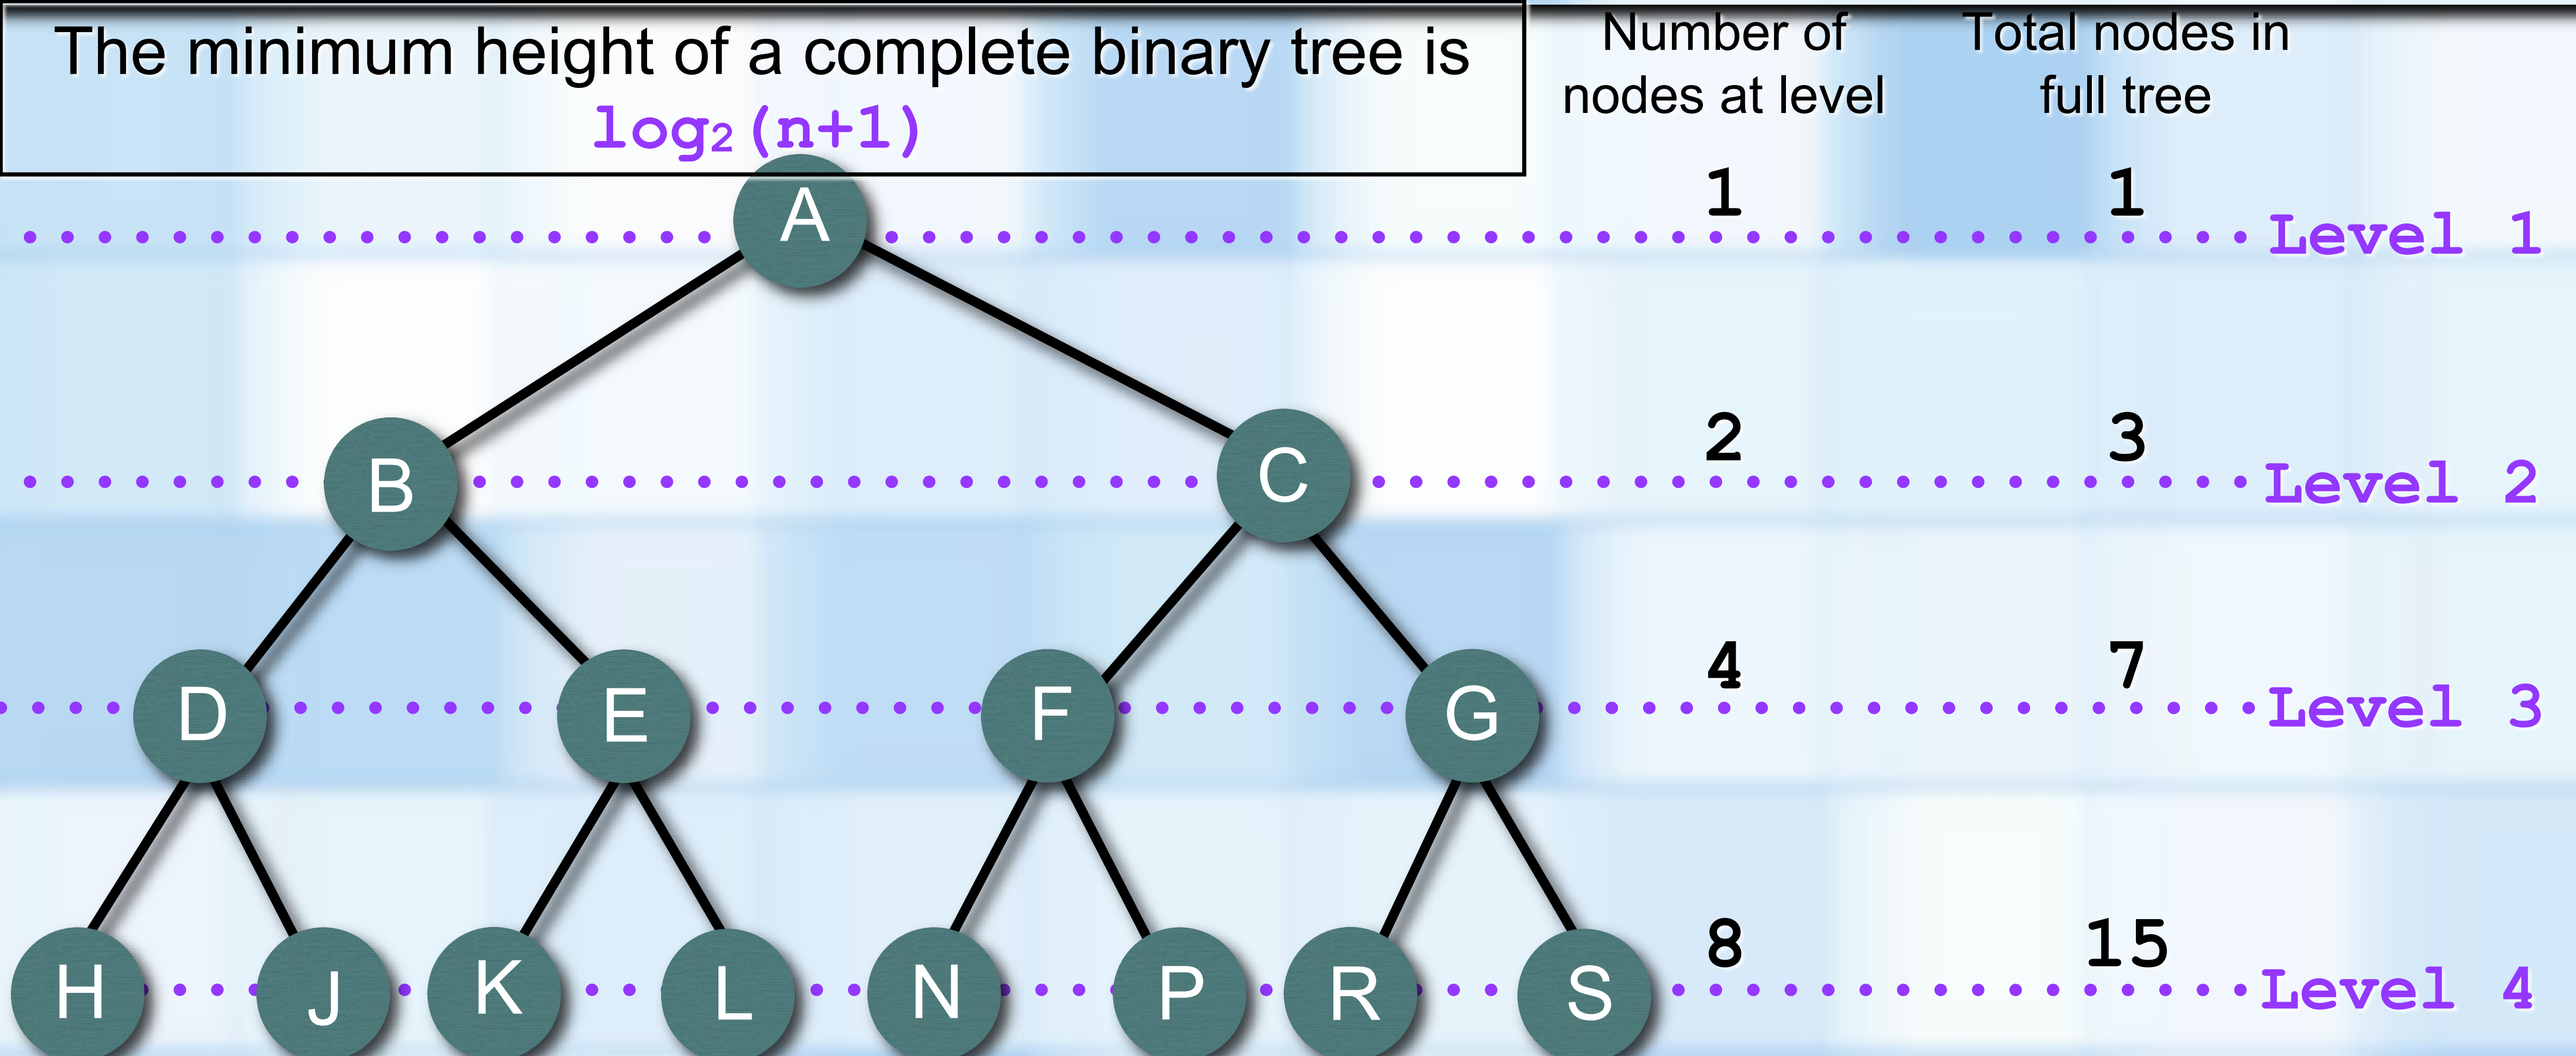 The minimum height of a complete binary tree is
log₂(n+1)
Number of
nodes at level
Total nodes in
full tree
A
1
1
Level 1
B
C
2
3
Level 2
D
E
F
G
4
7
Level 3
H
J
K
L
N
P
R
S
8
15
Level 4